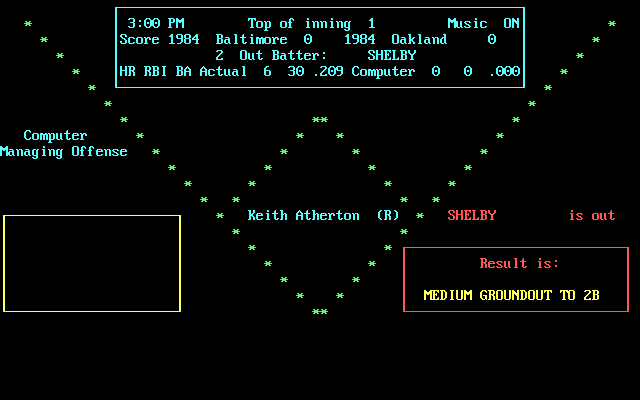 3:00 PM Top of inning 1 Music ON
Score 1984 Baltimore 0 1984 Oakland 0
2 Out Batter: SHELBY
HR RBI BA Actual 6 30 .209 Computer 0 0 .000
Computer
Managing Offense
Keith Atherton (R)
SHELBY is out
Result is:
MEDIUM GROUNDOUT TO 2B